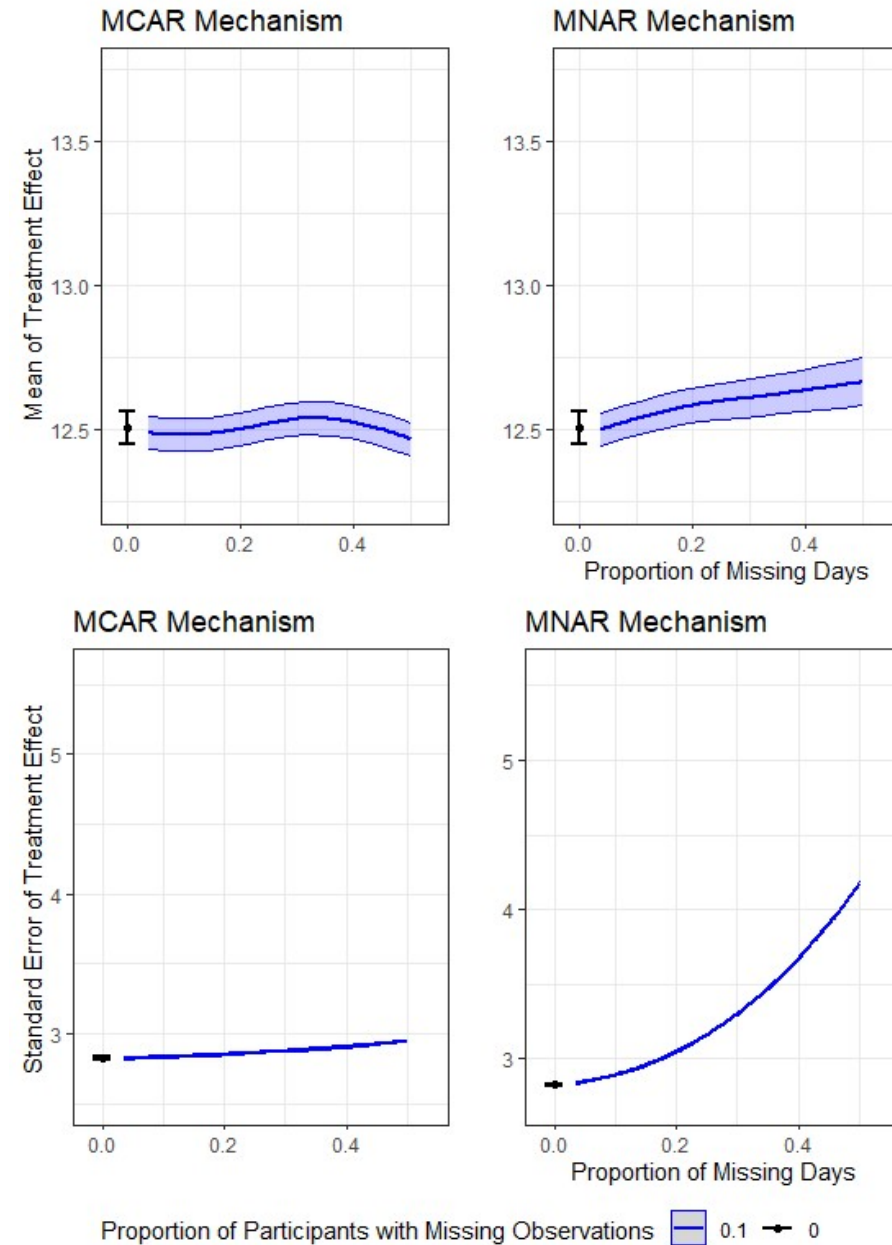 MCAR Mechanism
MNAR Mechanism
Mean of Treatment Effect
13.5
13.0
12.5
0.0 0.2 0.4
13.5
13.0
12.5
0.0 0.2 0.4
Proportion of Missing Days
MCAR Mechanism
MNAR Mechanism
Standard Error of Treatment Effect
5
4
3
0.0 0.2 0.4
5
4
3
0.0 0.2 0.4
Proportion of Missing Days
Proportion of Participants with Missing Observations 0.1 0